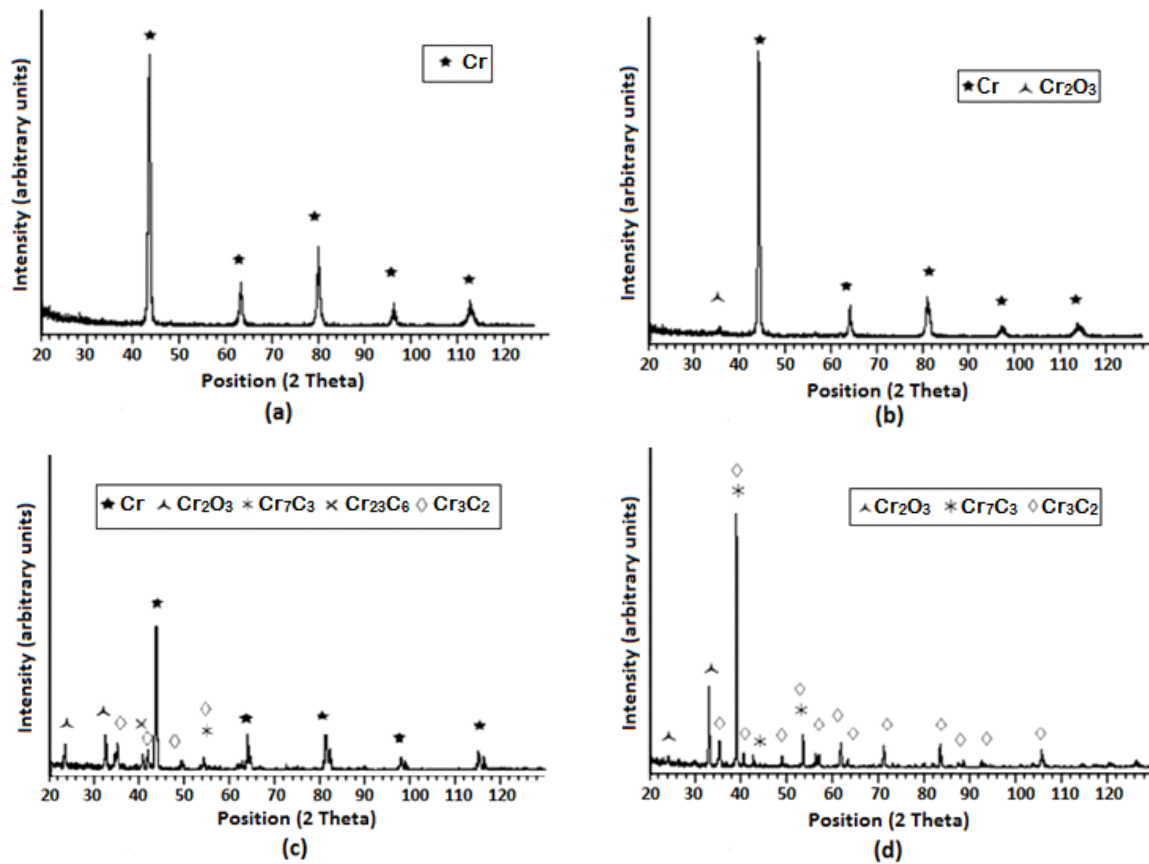 Intensity (arbitrary units)
★ Cr
20 30 40 50 60 70 80 90 100 110 120
Position (2 Theta)
(a)
Intensity (arbitrary units)
★ Cr ⅄ Cr₂O₃
20 30 40 50 60 70 80 90 100 110 120
Position (2 Theta)
(b)
Intensity (arbitrary units)
★ Cr ⅄ Cr₂O₃ ✳ Cr₇C₃ × Cr₂₃C₆ ◇ Cr₃C₂
20 30 40 50 60 70 80 90 100 110 120
Position (2 Theta)
(c)
Intensity (arbitrary units)
⅄ Cr₂O₃ ✳ Cr₇C₃ ◇ Cr₃C₂
20 30 40 50 60 70 80 90 100 110 120
Position (2 Theta)
(d)